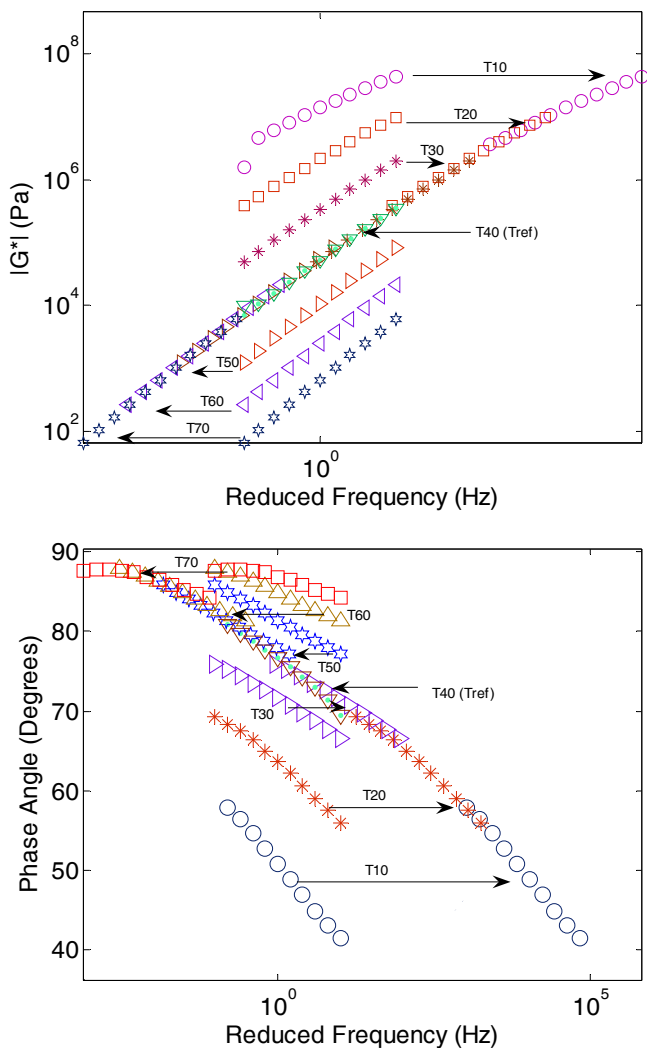 10^8
T10
T20
10^6
T30
|G*| (Pa)
T40 (Tref)
10^4
T50
T60
10^2
T70
10^0
Reduced Frequency (Hz)
90
T70
T60
80
T50
T40 (Tref)
70
T30
Phase Angle (Degrees)
60
T20
50
T10
40
10^0
10^5
Reduced Frequency (Hz)